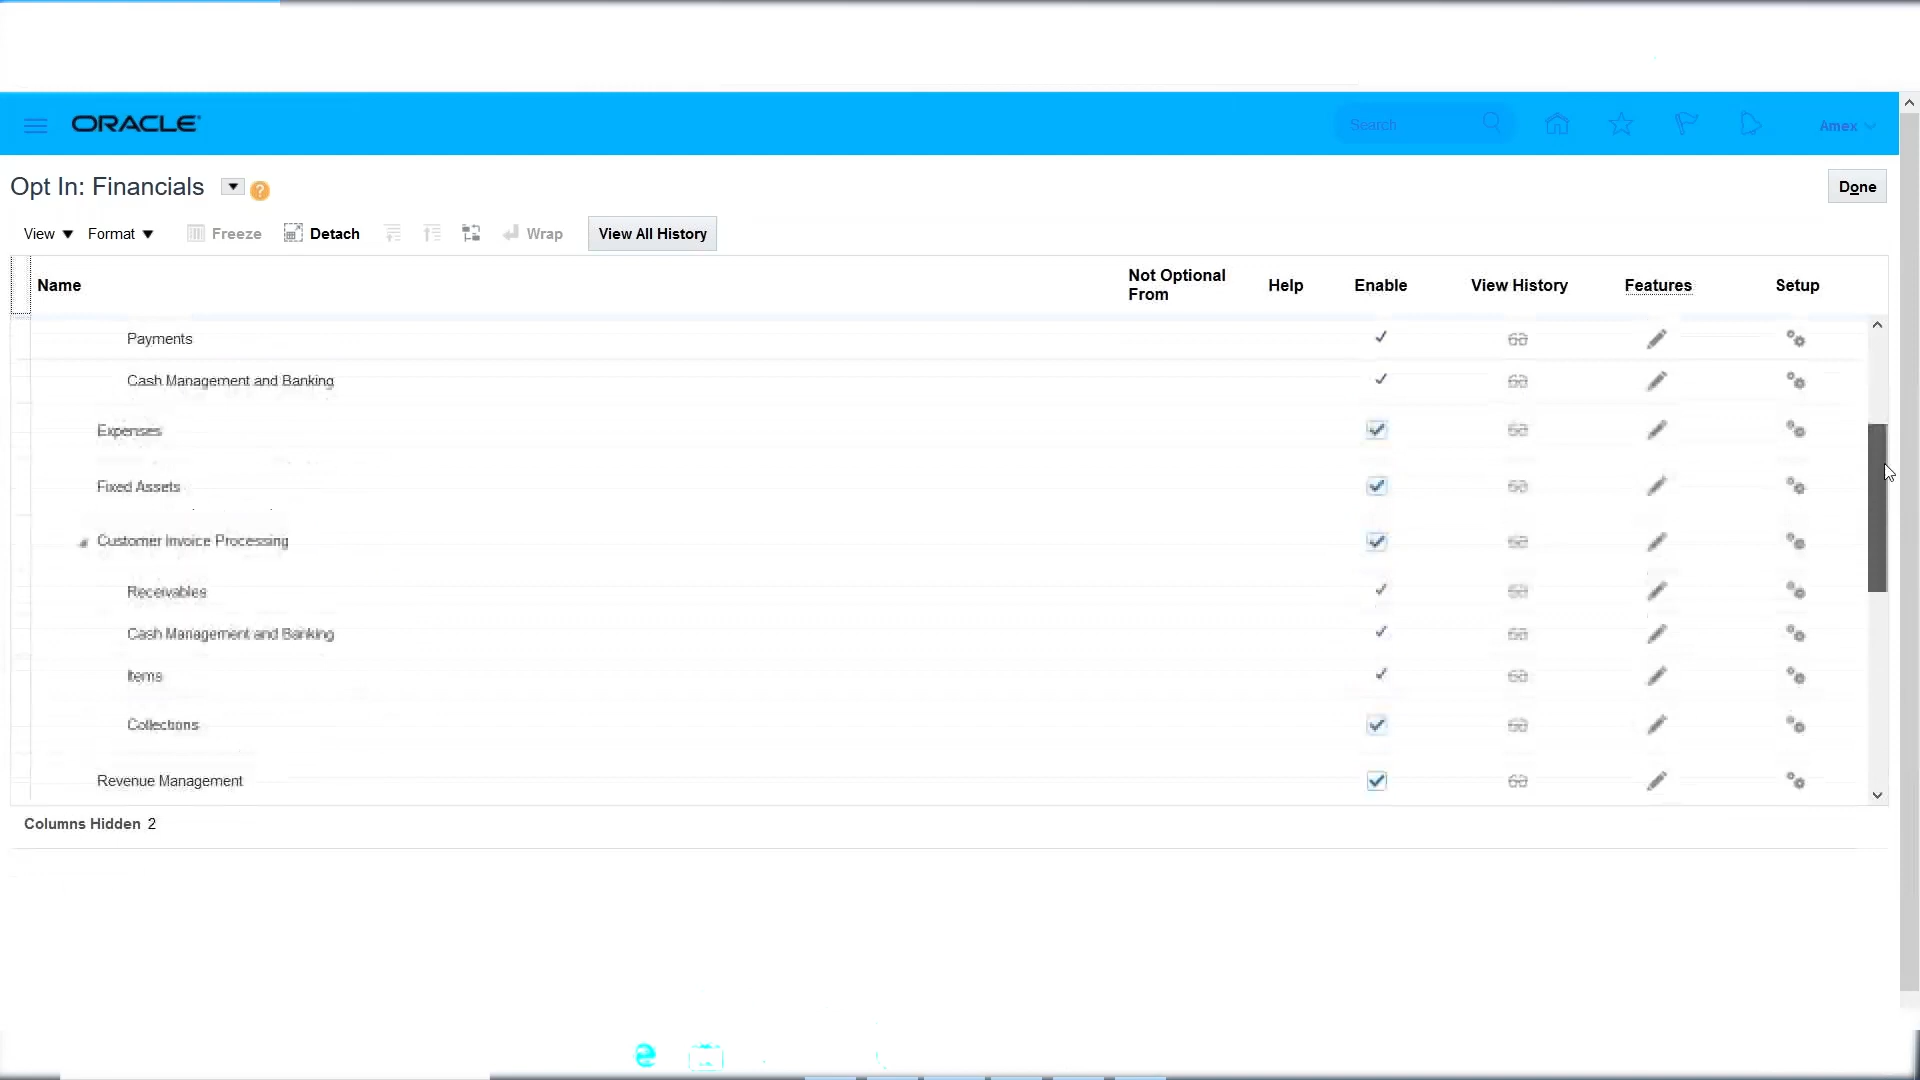 ORACLE
Search
Amex
Opt In: Financials
Done
View Format Freeze Detach Wrap View All History
Name Not Optional From Help Enable View History Features Setup
Payments
Cash Management and Banking
Expenses
Fixed Assets
Customer Invoice Processing
Receivables
Cash Management and Banking
Items
Collections
Revenue Management
Columns Hidden 2